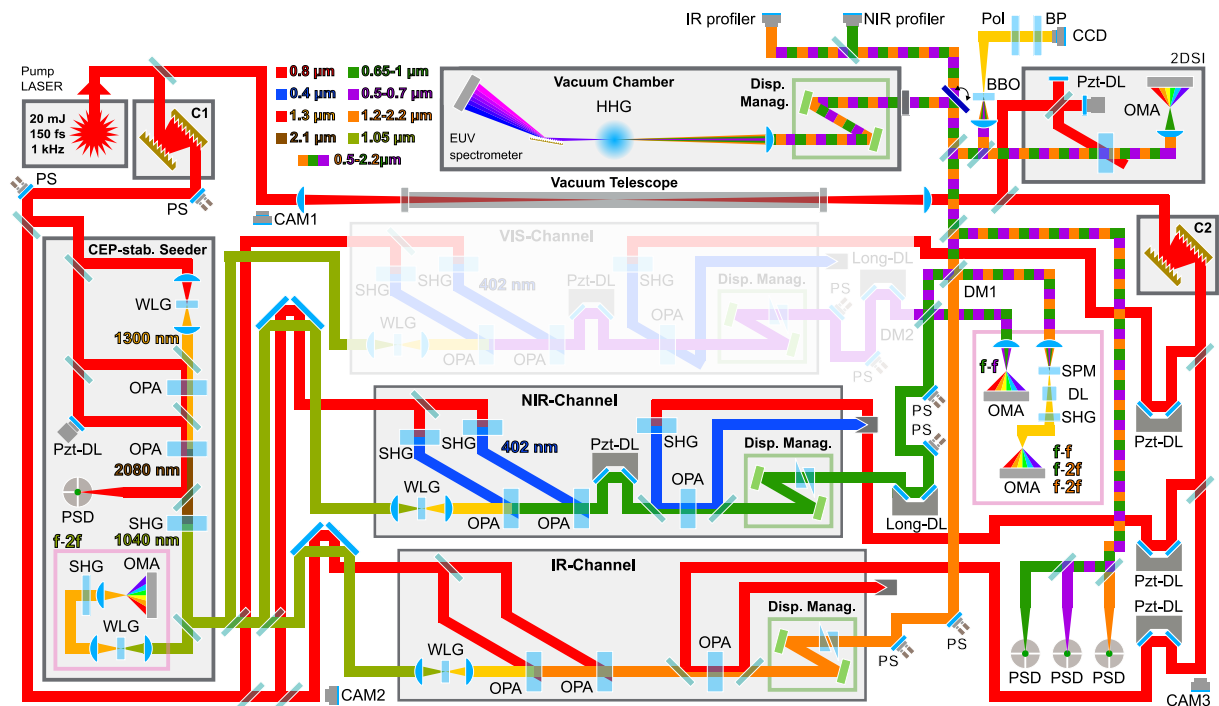 IR profiler
NIR profiler
Pol
BP
CCD
BBO
2DSI
Pzt-DL
OMA
Pump
LASER
20 mJ
150 fs
1 kHz
C1
0.8 µm
0.65-1 µm
0.4 µm
0.5-0.7 µm
1.3 µm
1.2-2.2 µm
2.1 µm
1.05 µm
0.5-2.2µm
Vacuum Chamber
HHG
EUV
spectrometer
Disp.
Manag.
PS
PS
Vacuum Telescope
CAM1
C2
CEP-stab. Seeder
WLG
1300 nm
OPA
OPA
Pzt-DL
2080 nm
PSD
SHG
1040 nm
f-2f
SHG
OMA
WLG
VIS-Channel
SHG
402 nm
SHG
Pzt-DL
SHG
WLG
OPA
OPA
OPA
Disp. Manag.
Long-DL
PS
DM2
PS
DM1
f-f
OMA
SPM
DL
SHG
f-f
f-2f
f-2f
OMA
Pzt-DL
NIR-Channel
SHG
SHG
402 nm
Pzt-DL
SHG
WLG
OPA
OPA
OPA
Disp. Manag.
PS
PS
Long-DL
Pzt-DL
Pzt-DL
IR-Channel
WLG
OPA
OPA
OPA
Disp. Manag.
PS
PS
PSD
PSD
PSD
CAM2
CAM3